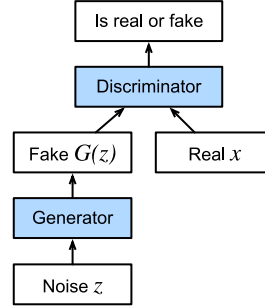 Is real or fake
Discriminator
Fake G(z)
Real x
Generator
Noise z